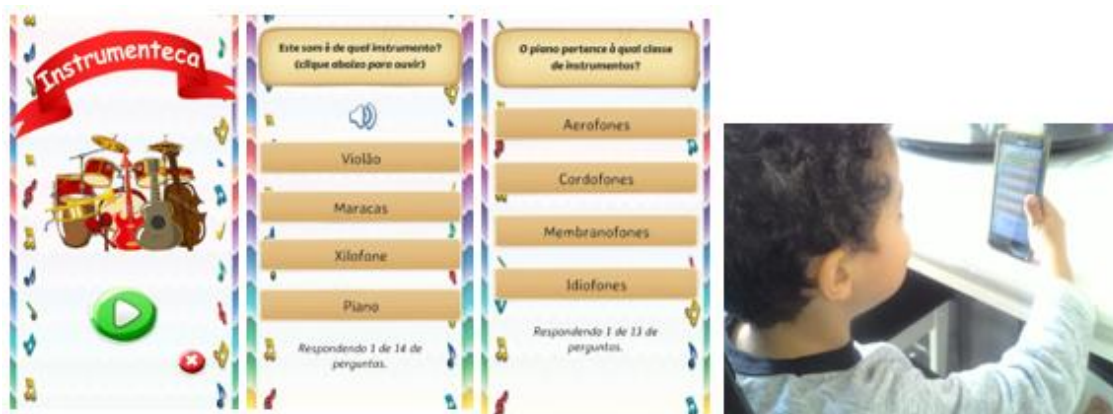 Instrumenteca
Este som é de qual instrumento?
(clique abaixo para ouvir)
Violão
Maracas
Xilofone
Piano
Respondendo 1 de 14 de
perguntas.
O piano pertence à qual classe
de instrumentos?
Aerofones
Cordofones
Membranofones
Idiofones
Respondendo 1 de 13 de
perguntas.